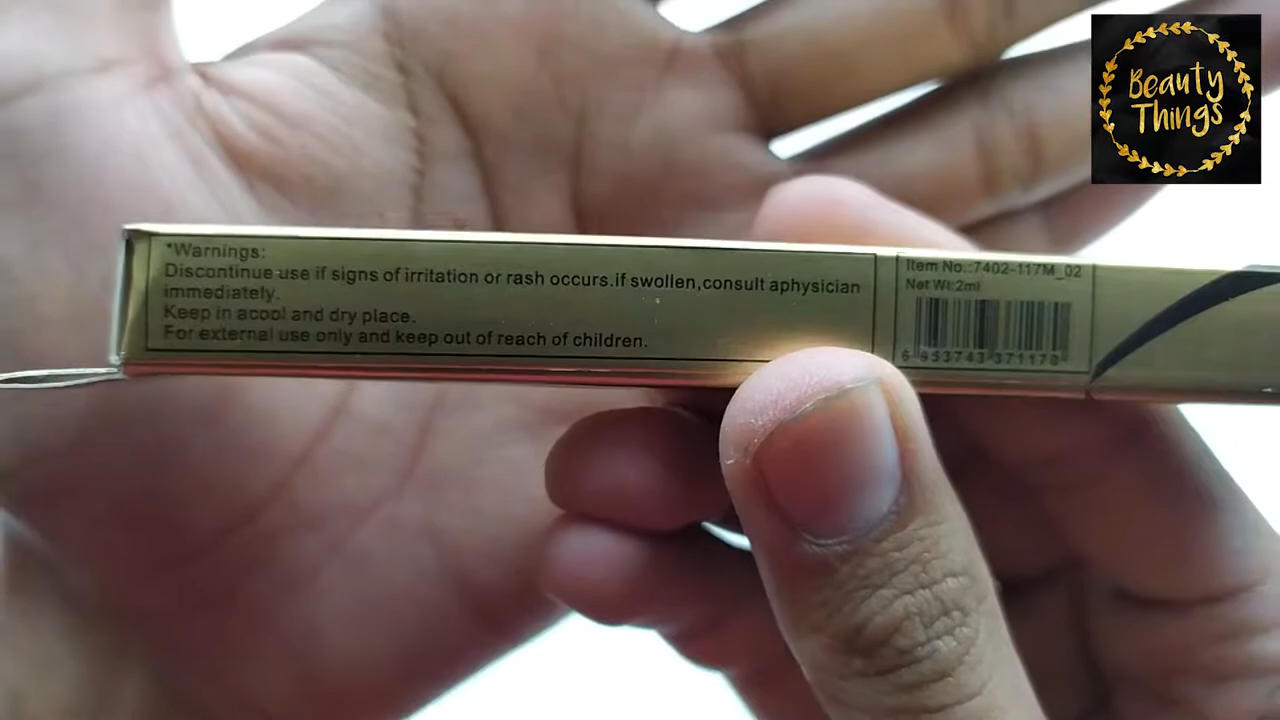 Beauty
Things
*Warnings:
Discontinue use if signs of irritation or rash occurs.if swollen,consult aphysician
immediately.
Keep in acool and dry place.
For external use only and keep out of reach of children.
Item No.:7402-117M_02
Net Wt:2ml
6 953743 371170